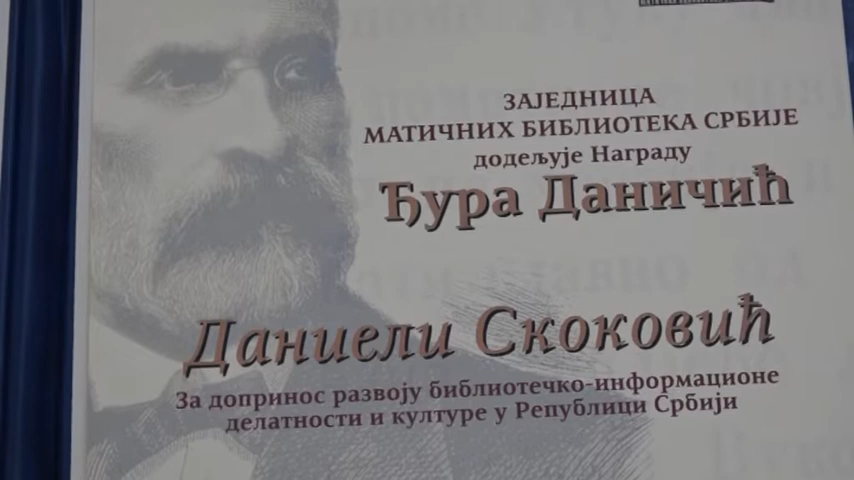 ЗАЈЕДНИЦА
МАТИЧНИХ БИБЛИОТЕКА СРБИЈЕ
додељује Награду
Ђура Даничић
Даниели Скоковић
За допринос развоју библиотечко-информационе
делатности и културе у Републици Србији